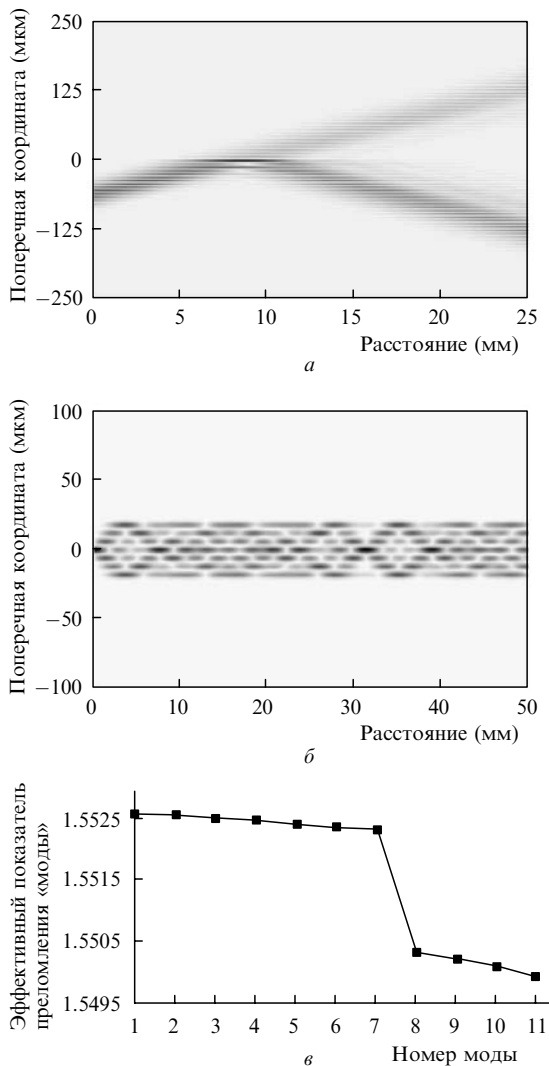 250
125
0
−125
−250
Поперечная координата (мкм)
0 5 10 15 20 25
Расстояние (мм)
а
100
50
0
−50
−100
Поперечная координата (мкм)
0 10 20 30 40 50
Расстояние (мм)
б
Эффективный показатель
преломления «моды»
1.5525
1.5515
1.5505
1.5495
1 2 3 4 5 6 7 8 9 10 11
в
Номер моды